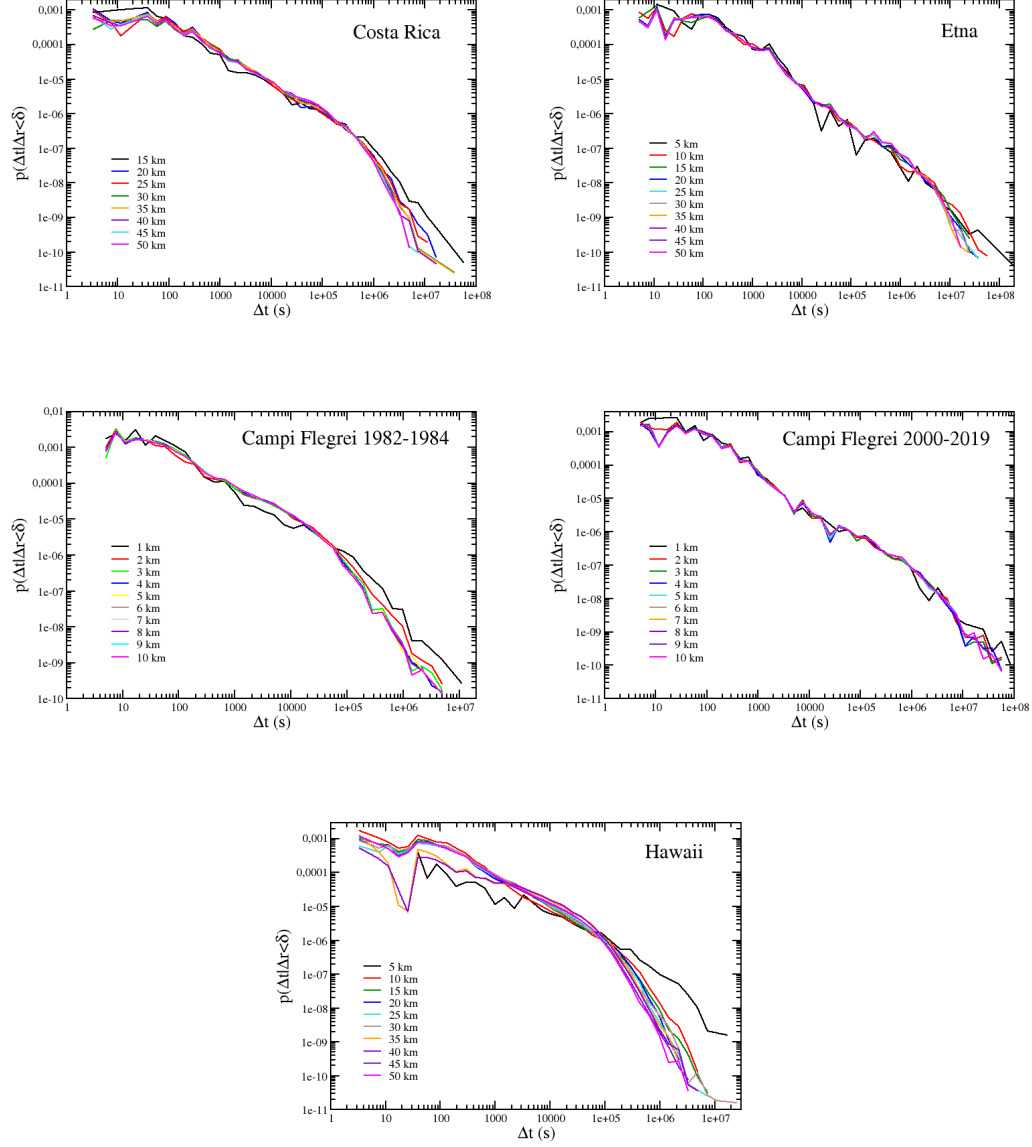 Costa Rica
p(Δt|Δr<δ)
0,001
0,0001
1e-05
1e-06
1e-07
1e-08
1e-09
1e-10
1e-11
15 km
20 km
25 km
30 km
35 km
40 km
45 km
50 km
1 10 100 1000 10000 1e+05 1e+06 1e+07 1e+08
Δt (s)
Etna
p(Δt|Δr<δ)
0,001
0,0001
1e-05
1e-06
1e-07
1e-08
1e-09
1e-10
1e-11
5 km
10 km
15 km
20 km
25 km
30 km
35 km
40 km
45 km
50 km
1 10 100 1000 10000 1e+05 1e+06 1e+07 1e+08
Δt (s)
Campi Flegrei 1982-1984
p(Δt|Δr<δ)
0,01
0,001
0,0001
1e-05
1e-06
1e-07
1e-08
1e-09
1e-10
1 km
2 km
3 km
4 km
5 km
6 km
7 km
8 km
9 km
10 km
1 10 100 1000 10000 1e+05 1e+06 1e+07
Δt (s)
Campi Flegrei 2000-2019
p(Δt|Δr<δ)
0,001
0,0001
1e-05
1e-06
1e-07
1e-08
1e-09
1e-10
1e-11
1 km
2 km
3 km
4 km
5 km
6 km
7 km
8 km
9 km
10 km
1 10 100 1000 10000 1e+05 1e+06 1e+07 1e+08
Δt (s)
Hawaii
p(Δt|Δr<δ)
0,001
0,0001
1e-05
1e-06
1e-07
1e-08
1e-09
1e-10
1e-11
5 km
10 km
15 km
20 km
25 km
30 km
35 km
40 km
45 km
50 km
1 10 100 1000 10000 1e+05 1e+06 1e+07
Δt (s)